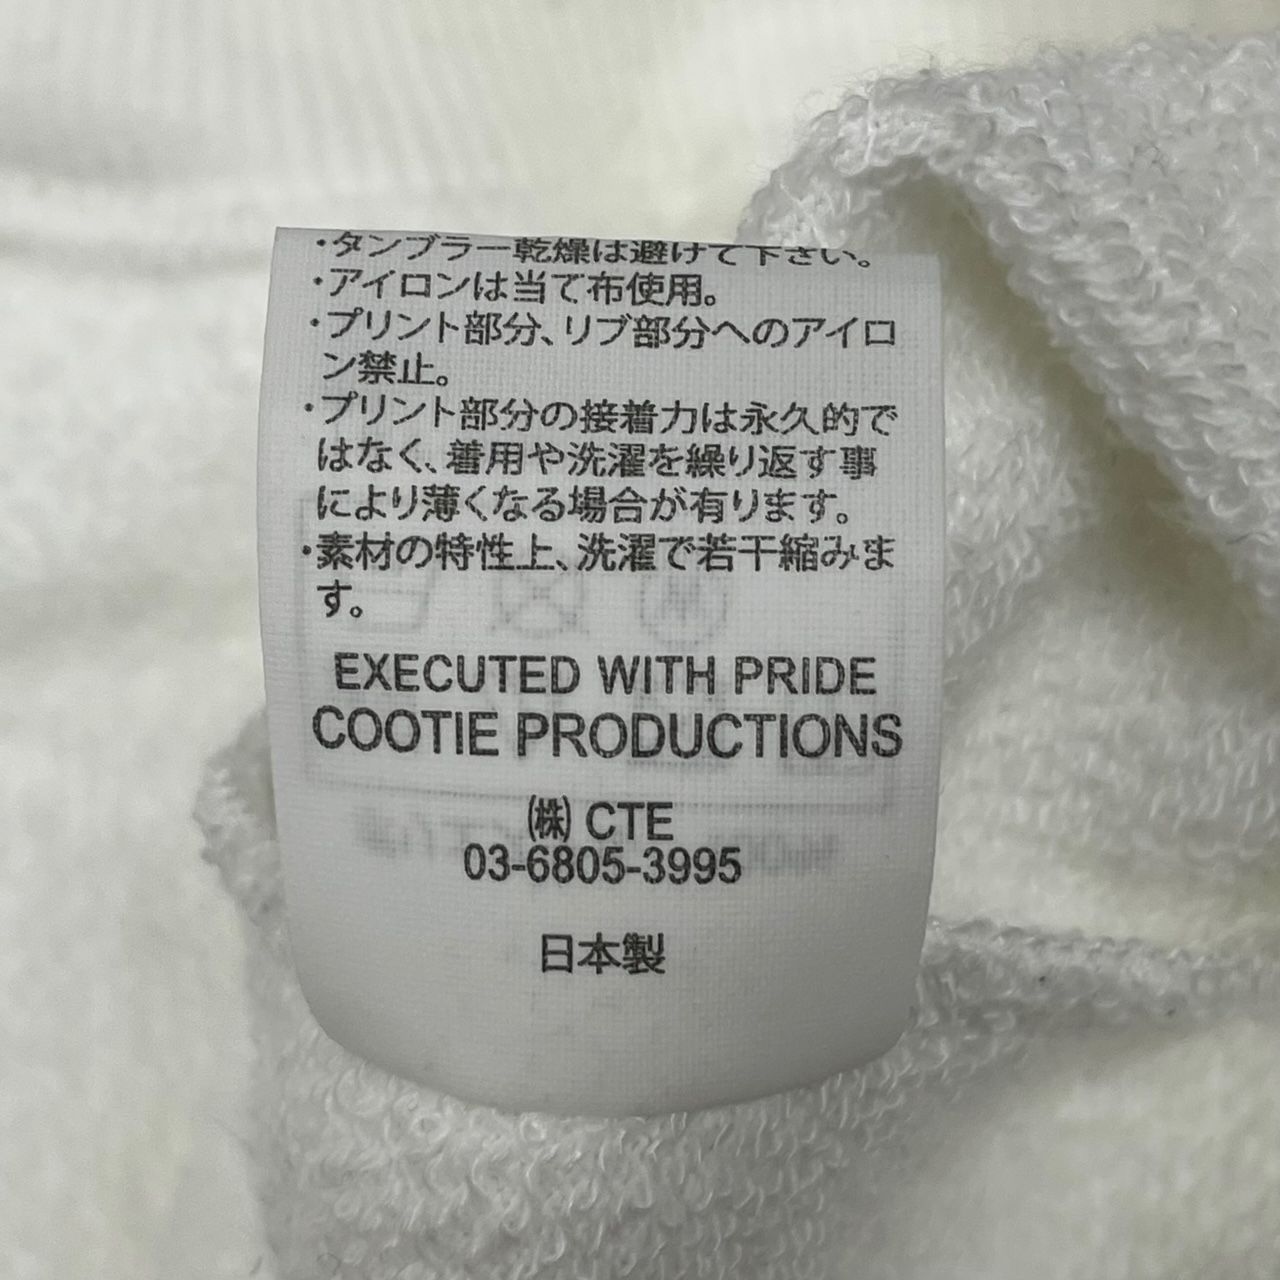 ・タンブラー乾燥は避けて下さい。
・アイロンは当て布使用。
・プリント部分、リブ部分へのアイロ
ン禁止。
・プリント部分の接着力は永久的で
はなく、着用や洗濯を繰り返す事
により薄くなる場合が有ります。
・素材の特性上、洗濯で若干縮みま
す。
EXECUTED WITH PRIDE
COOTIE PRODUCTIONS
㈱ CTE
03-6805-3995
日本製